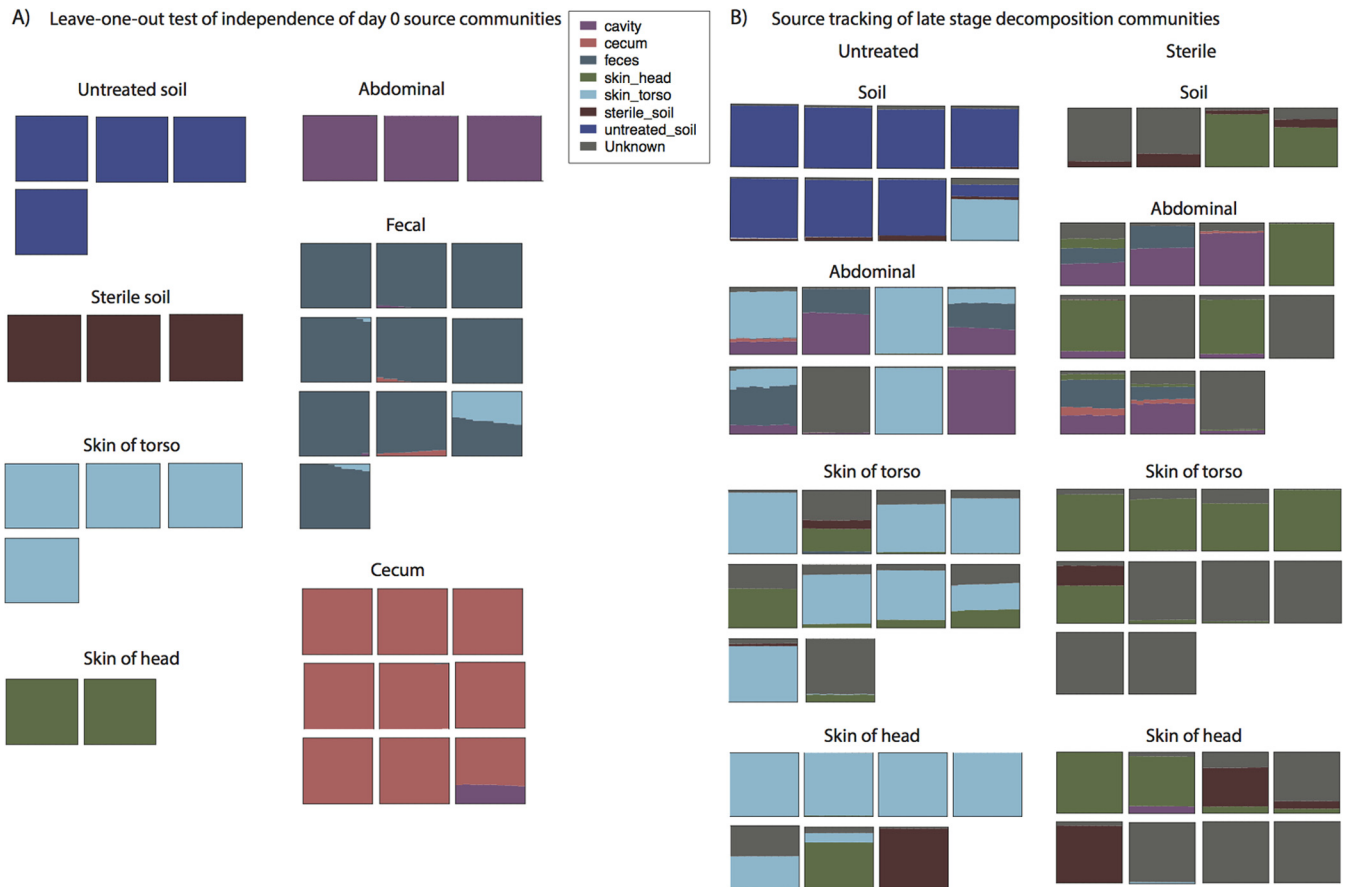 A) Leave-one-out test of independence of day 0 source communities
Untreated soil
Abdominal
Fecal
Sterile soil
Skin of torso
Cecum
Skin of head
cavity
cecum
feces
skin_head
skin_torso
sterile_soil
untreated_soil
Unknown
B) Source tracking of late stage decomposition communities
Untreated
Sterile
Soil
Soil
Abdominal
Abdominal
Skin of torso
Skin of torso
Skin of head
Skin of head